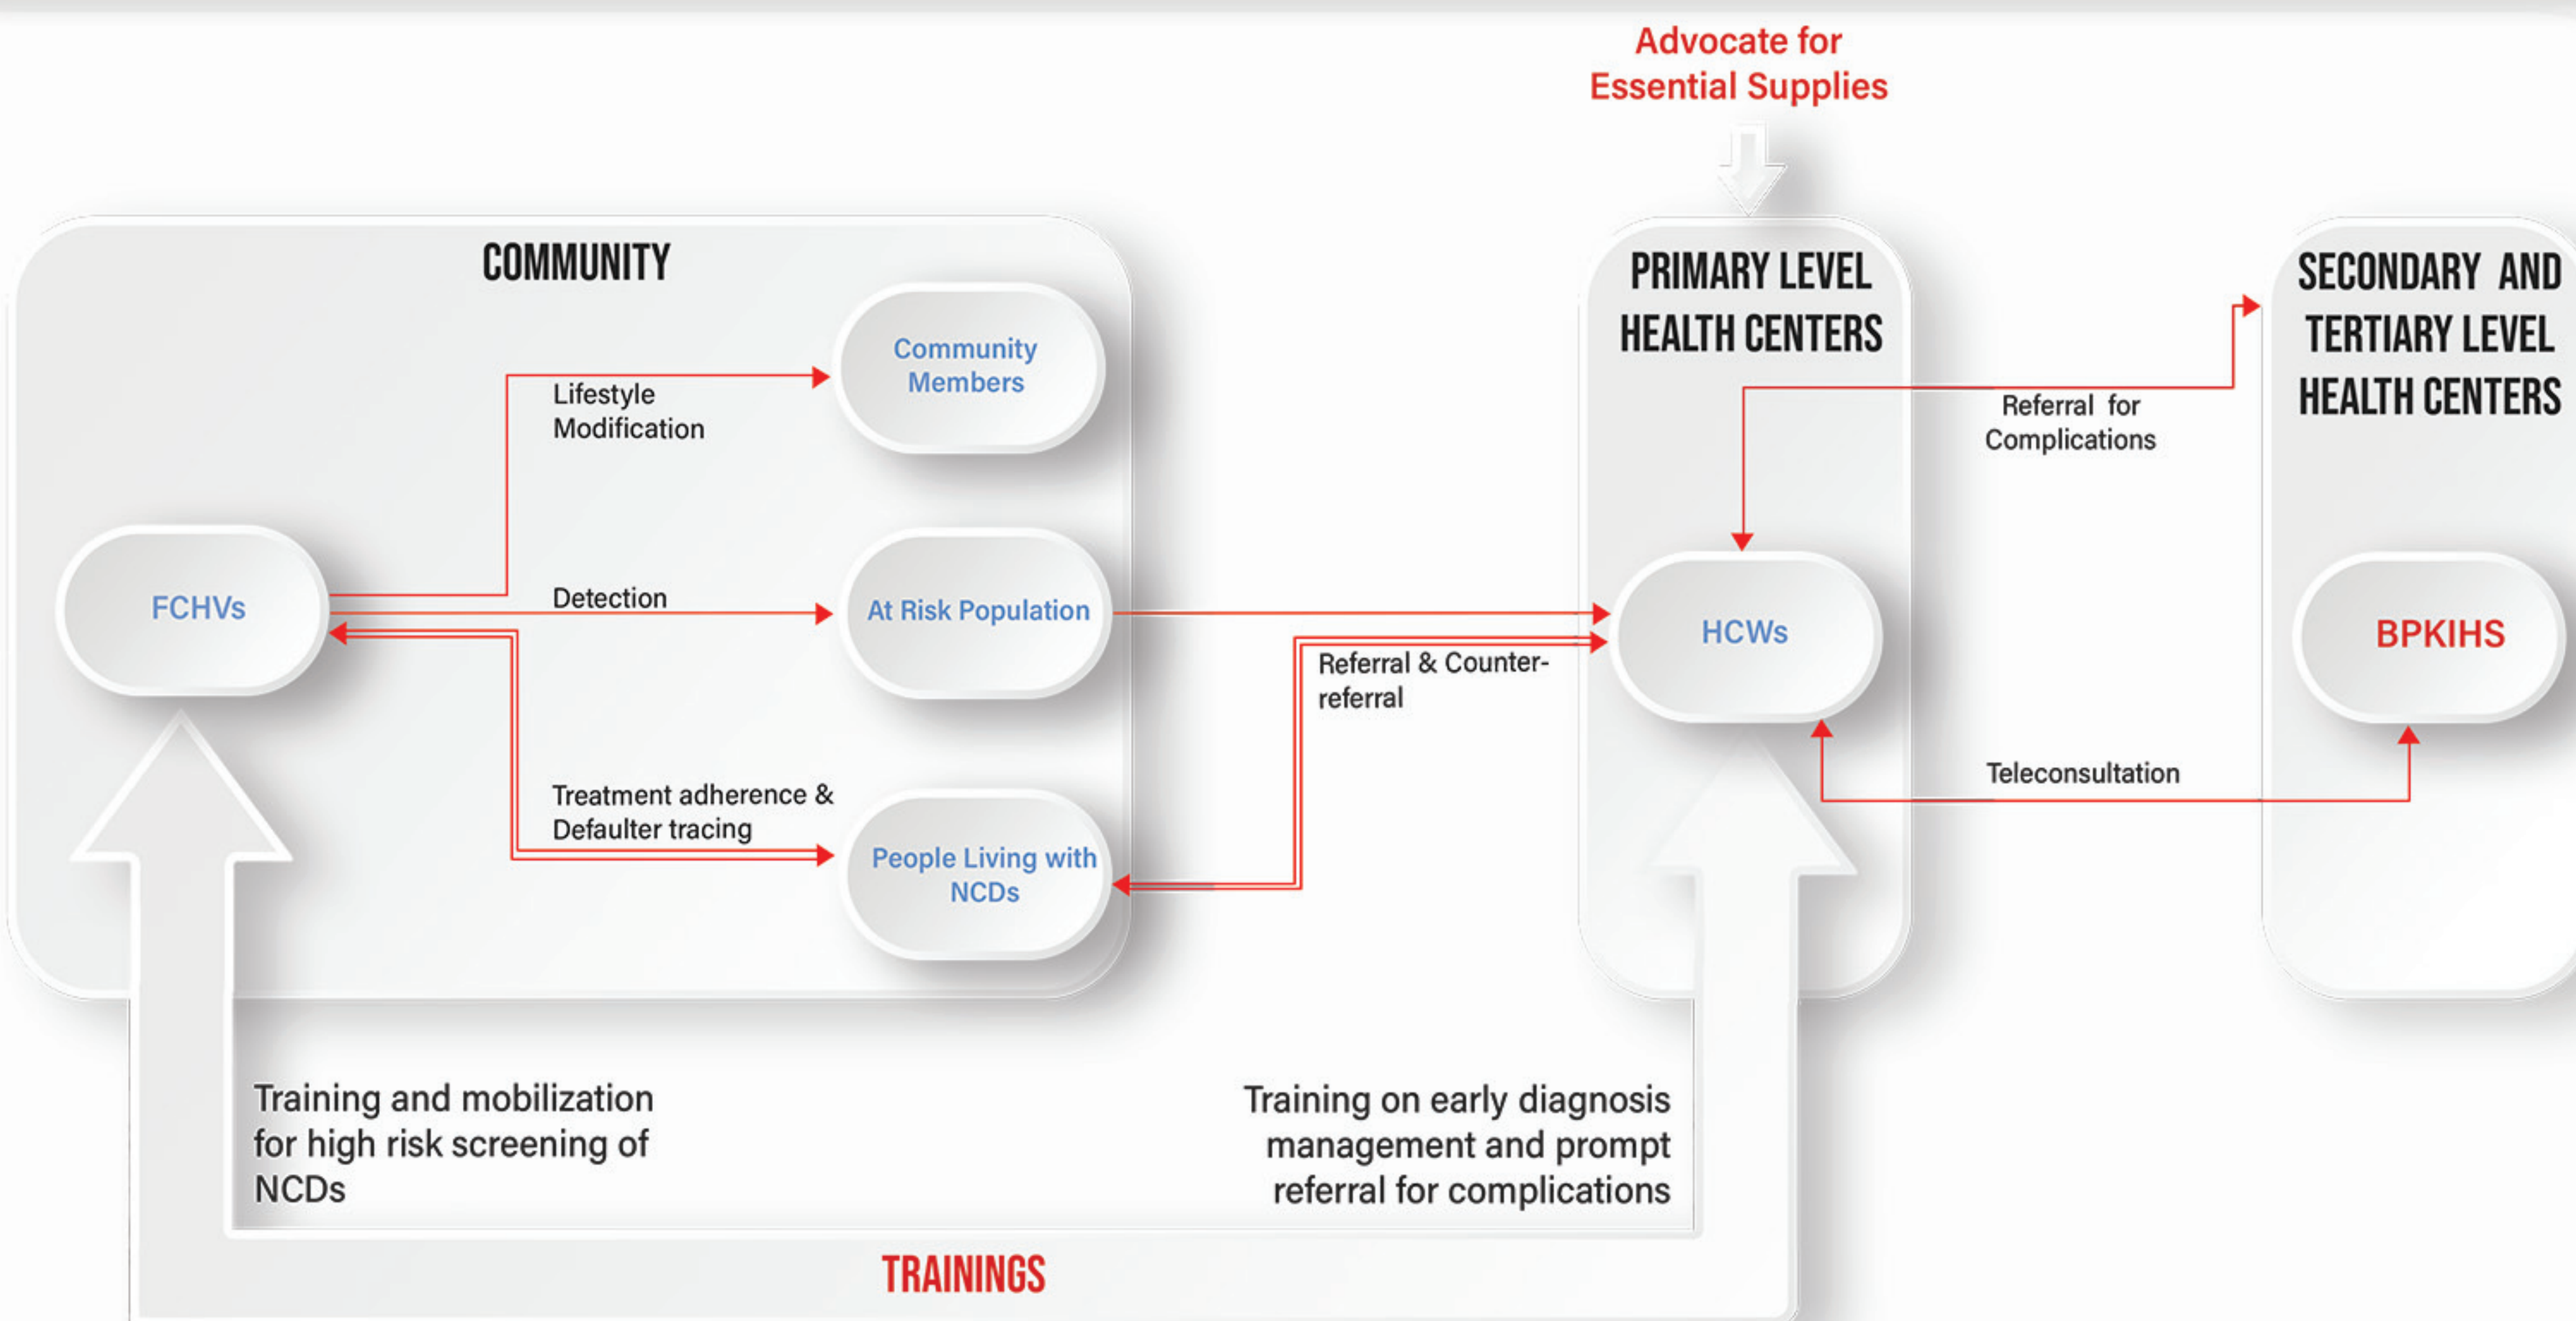 Advocate for
Essential Supplies
COMMUNITY
Community
Members
Lifestyle
Modification
FCHVs
Detection
At Risk Population
Treatment adherence &
Defaulter tracing
People Living with
NCDs
Referral & Counter-
referral
PRIMARY LEVEL
HEALTH CENTERS
HCWs
Referral for
Complications
Teleconsultation
SECONDARY AND
TERTIARY LEVEL
HEALTH CENTERS
BPKIHS
Training and mobilization
for high risk screening of
NCDs
Training on early diagnosis
management and prompt
referral for complications
TRAININGS